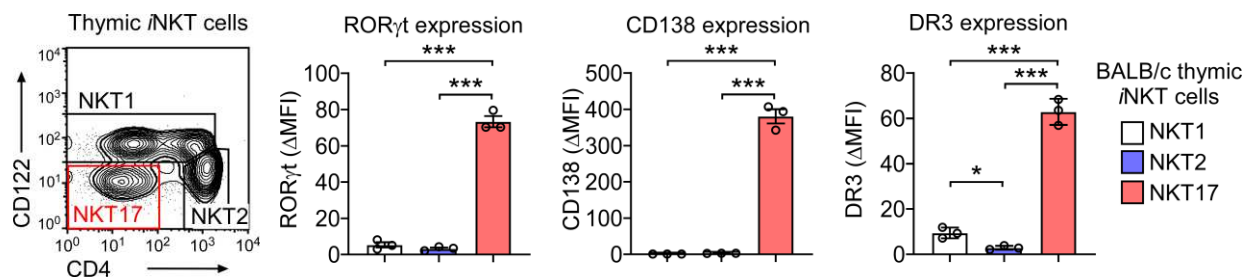 Thymic iNKT cells
CD122
10⁴
10³
10²
10¹
10⁰
NKT1
NKT17
NKT2
10⁰ 10¹ 10² 10³ 10⁴
CD4
RORγt expression
***
***
RORγt (ΔMFI)
100
80
60
40
20
0
CD138 expression
***
***
CD138 (ΔMFI)
500
400
300
200
100
0
DR3 expression
***
***
*
DR3 (ΔMFI)
80
60
40
20
0
BALB/c thymic
iNKT cells
NKT1
NKT2
NKT17